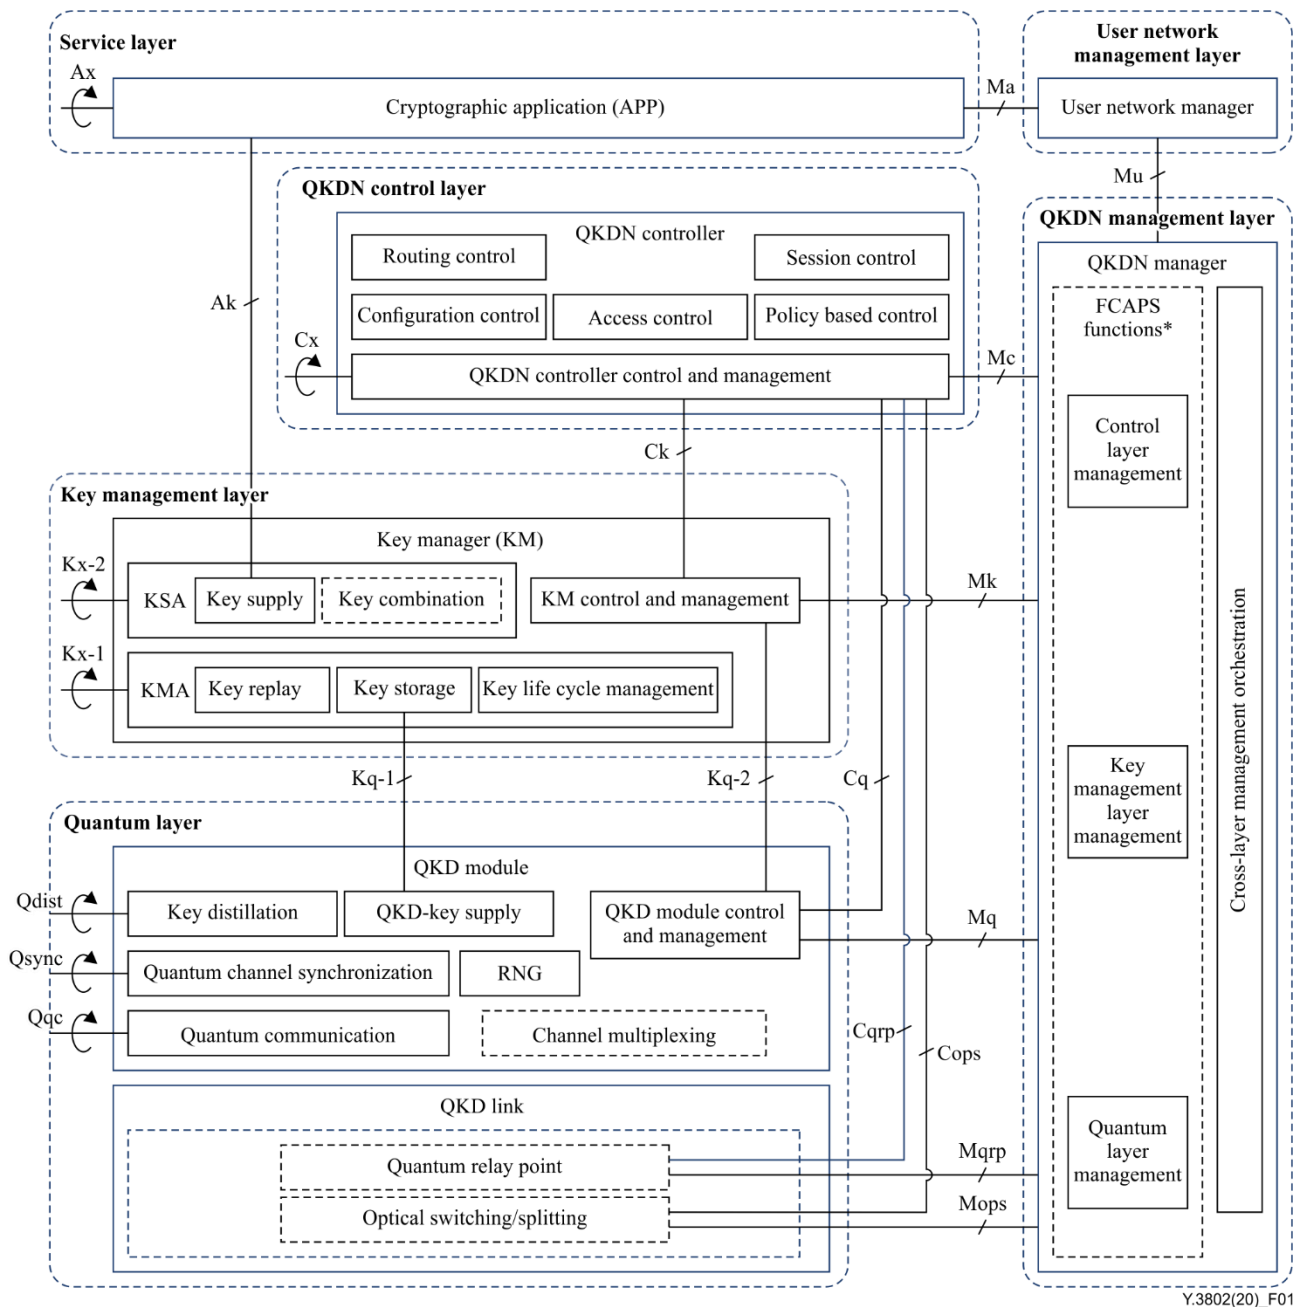 Service layer
User network
management layer
Ax
Cryptographic application (APP)
Ma
User network manager
Mu
QKDN control layer
QKDN management layer
QKDN controller
QKDN manager
Routing control
Session control
FCAPS
functions*
Ak
Configuration control
Access control
Policy based control
Cx
QKDN controller control and management
Mc
Control
layer
management
Ck
Key management layer
Key manager (KM)
Kx-2
KSA
Key supply
Key combination
KM control and management
Mk
Cross-layer management orchestration
Kx-1
KMA
Key replay
Key storage
Key life cycle management
Kq-1
Kq-2
Cq
Key
management
layer
management
Quantum layer
QKD module
Qdist
Key distillation
QKD-key supply
QKD module control
and management
Mq
Qsync
Quantum channel synchronization
RNG
Qqc
Quantum communication
Channel multiplexing
Cqrp
Cops
QKD link
Quantum relay point
Mqrp
Quantum
layer
management
Optical switching/splitting
Mops
Y.3802(20)_F01